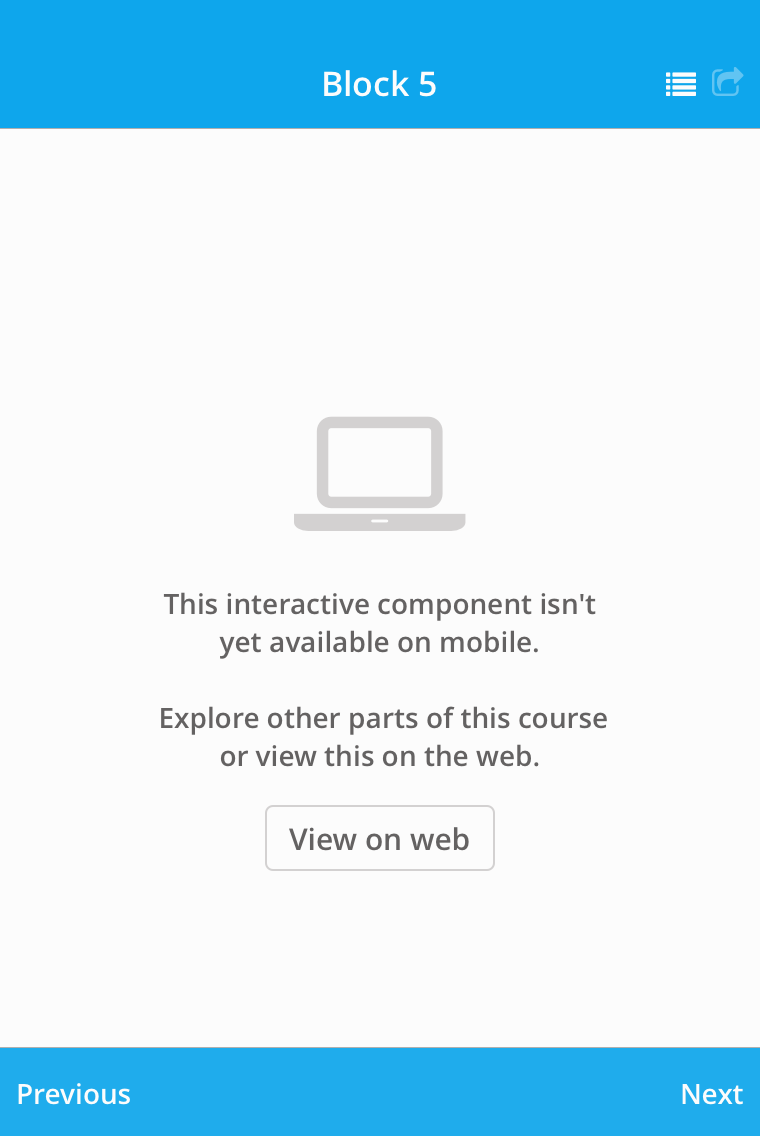 Block 5
This interactive component isn't
yet available on mobile.
Explore other parts of this course
or view this on the web.
View on web
Previous
Next